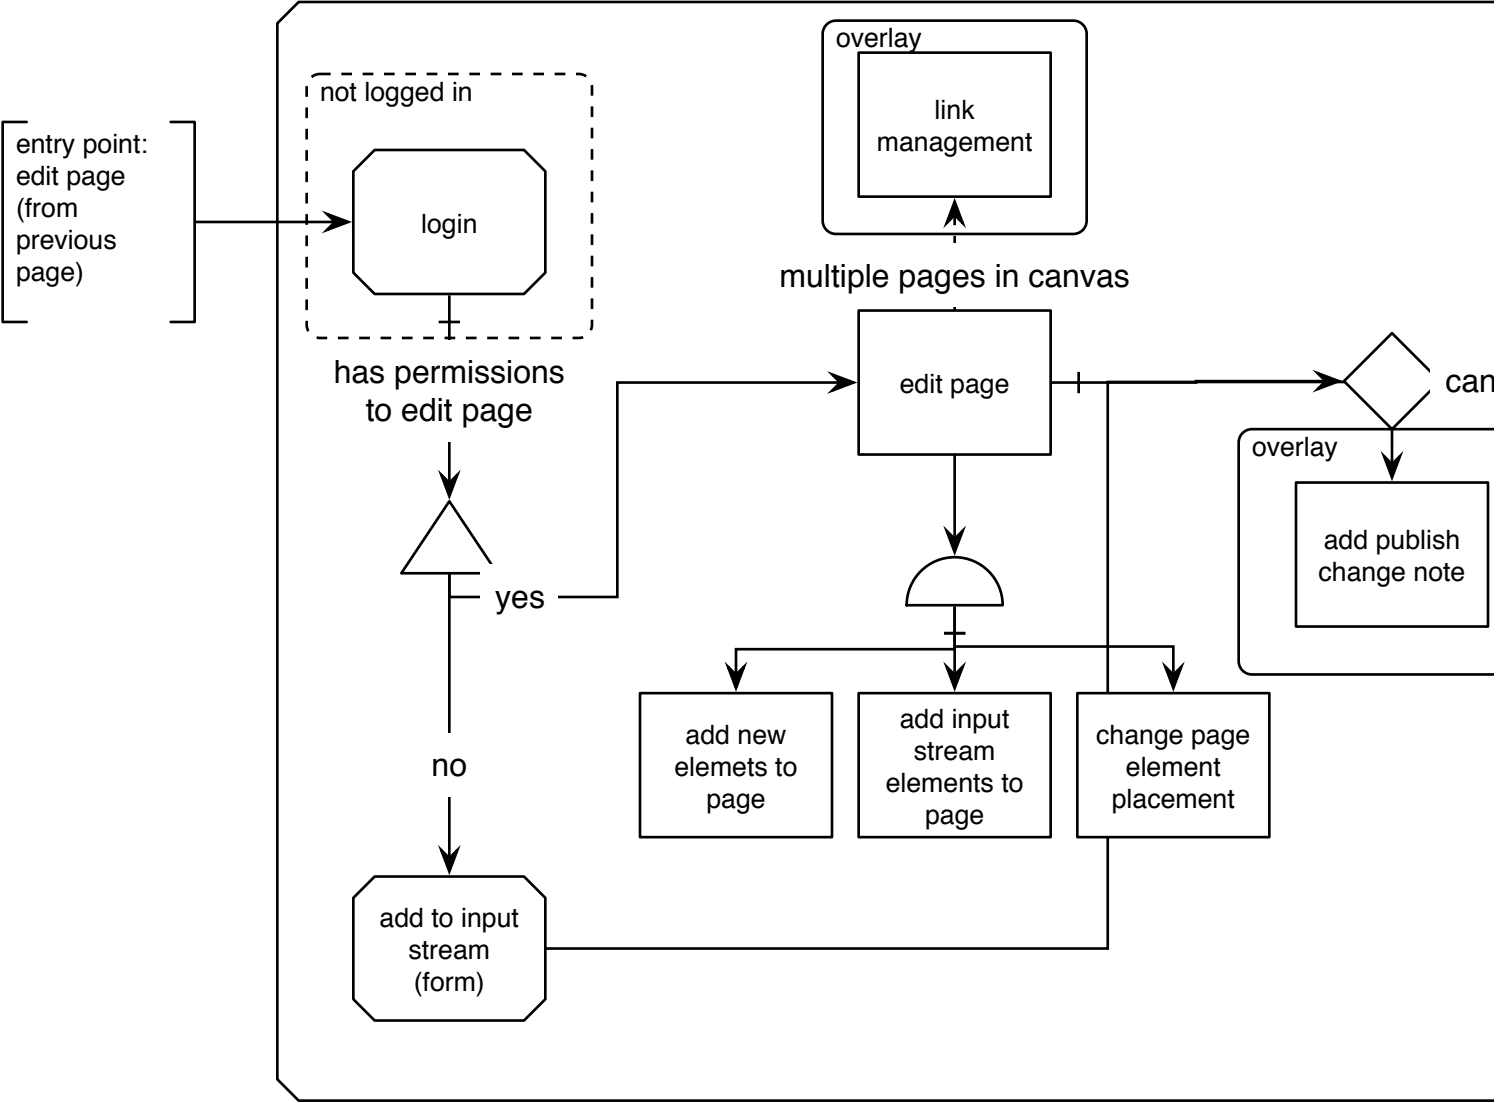 overlay
link
management
not logged in
login
entry point:
edit page
(from
previous
page)
multiple pages in canvas
has permissions
to edit page
edit page
can
overlay
add publish
change note
yes
add new
elemets to
page
add input
stream
elements to
page
change page
element
placement
no
add to input
stream
(form)